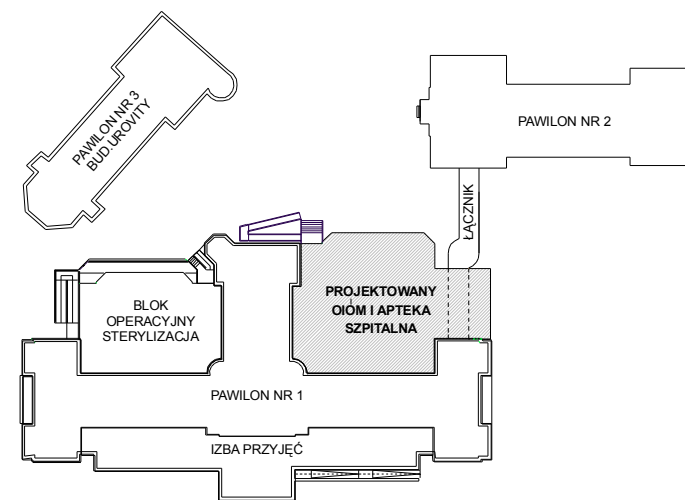 PAWILON NR 3
BUD.UROVITY
PAWILON NR 2
ŁĄCZNIK
BLOK
OPERACYJNY
STERYLIZACJA
PROJEKTOWANY
OIOM I APTEKA
SZPITALNA
PAWILON NR 1
IZBA PRZYJĘĆ